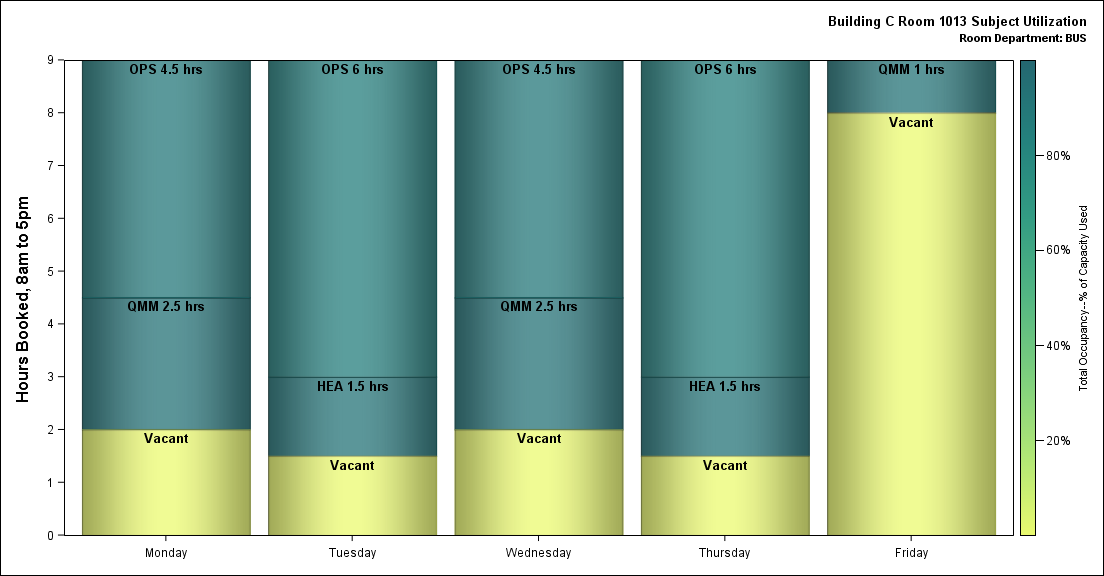 Building C Room 1013 Subject Utilization
Room Department: BUS
Hours Booked, 8am to 5pm
9
8
7
6
5
4
3
2
1
0
OPS 4.5 hrs
QMM 2.5 hrs
Vacant
OPS 6 hrs
HEA 1.5 hrs
Vacant
OPS 4.5 hrs
QMM 2.5 hrs
Vacant
OPS 6 hrs
HEA 1.5 hrs
Vacant
QMM 1 hrs
Vacant
Monday
Tuesday
Wednesday
Thursday
Friday
80%
60%
40%
20%
Total Occupancy--% of Capacity Used